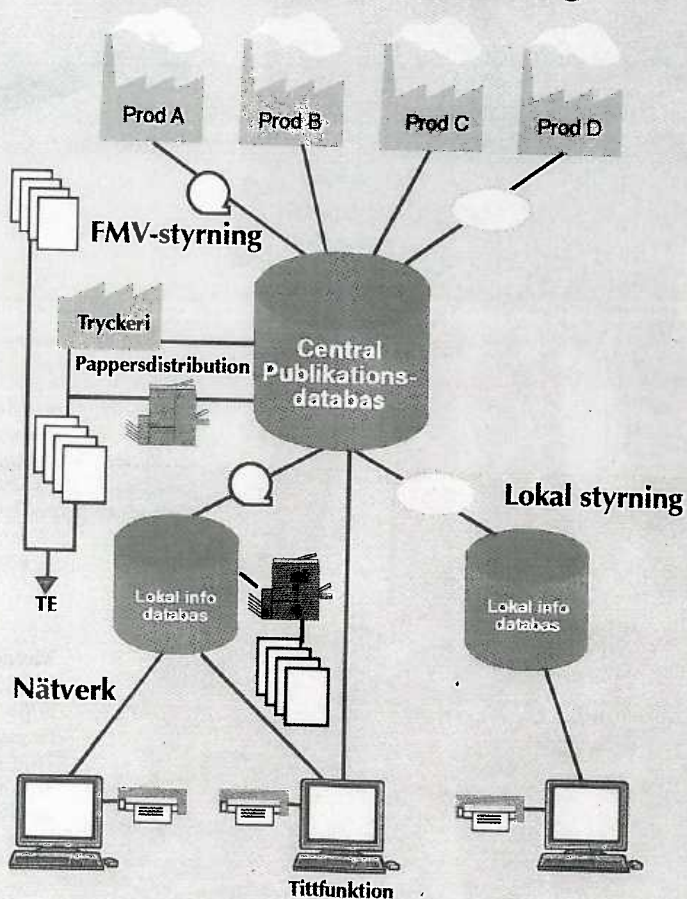 Prod A
Prod B
Prod C
Prod D
FMV-styrning
Tryckeri
Pappersdistribution
Central
Publikations-
databas
Lokal styrning
Lokal info
databas
Lokal info
databas
TE
Nätverk
Tittfunktion